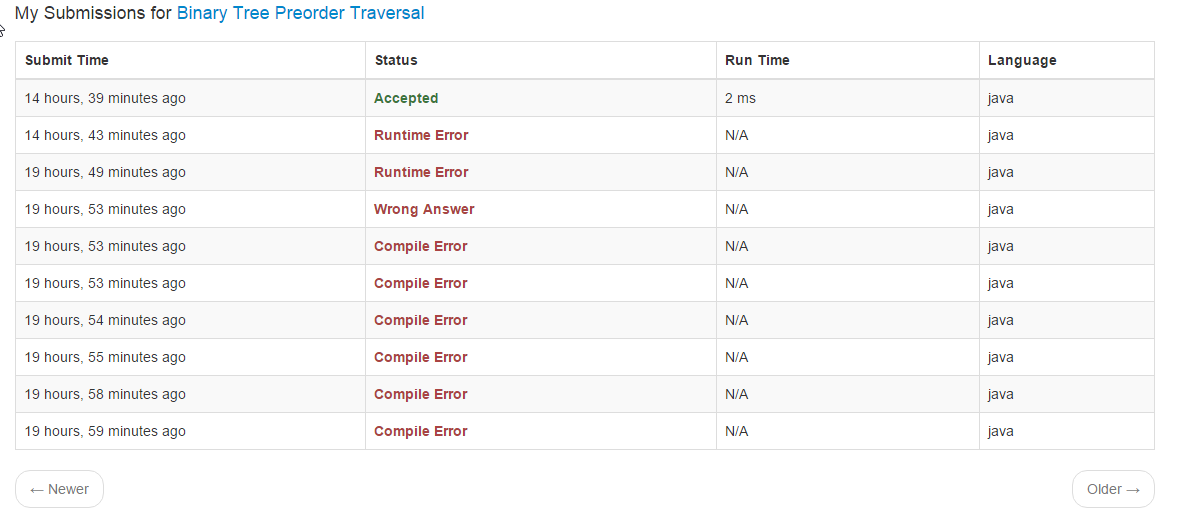 My Submissions for Binary Tree Preorder Traversal
Submit Time Status Run Time Language
14 hours, 39 minutes ago Accepted 2 ms java
14 hours, 43 minutes ago Runtime Error N/A java
19 hours, 49 minutes ago Runtime Error N/A java
19 hours, 53 minutes ago Wrong Answer N/A java
19 hours, 53 minutes ago Compile Error N/A java
19 hours, 53 minutes ago Compile Error N/A java
19 hours, 54 minutes ago Compile Error N/A java
19 hours, 55 minutes ago Compile Error N/A java
19 hours, 58 minutes ago Compile Error N/A java
19 hours, 59 minutes ago Compile Error N/A java
← Newer Older →